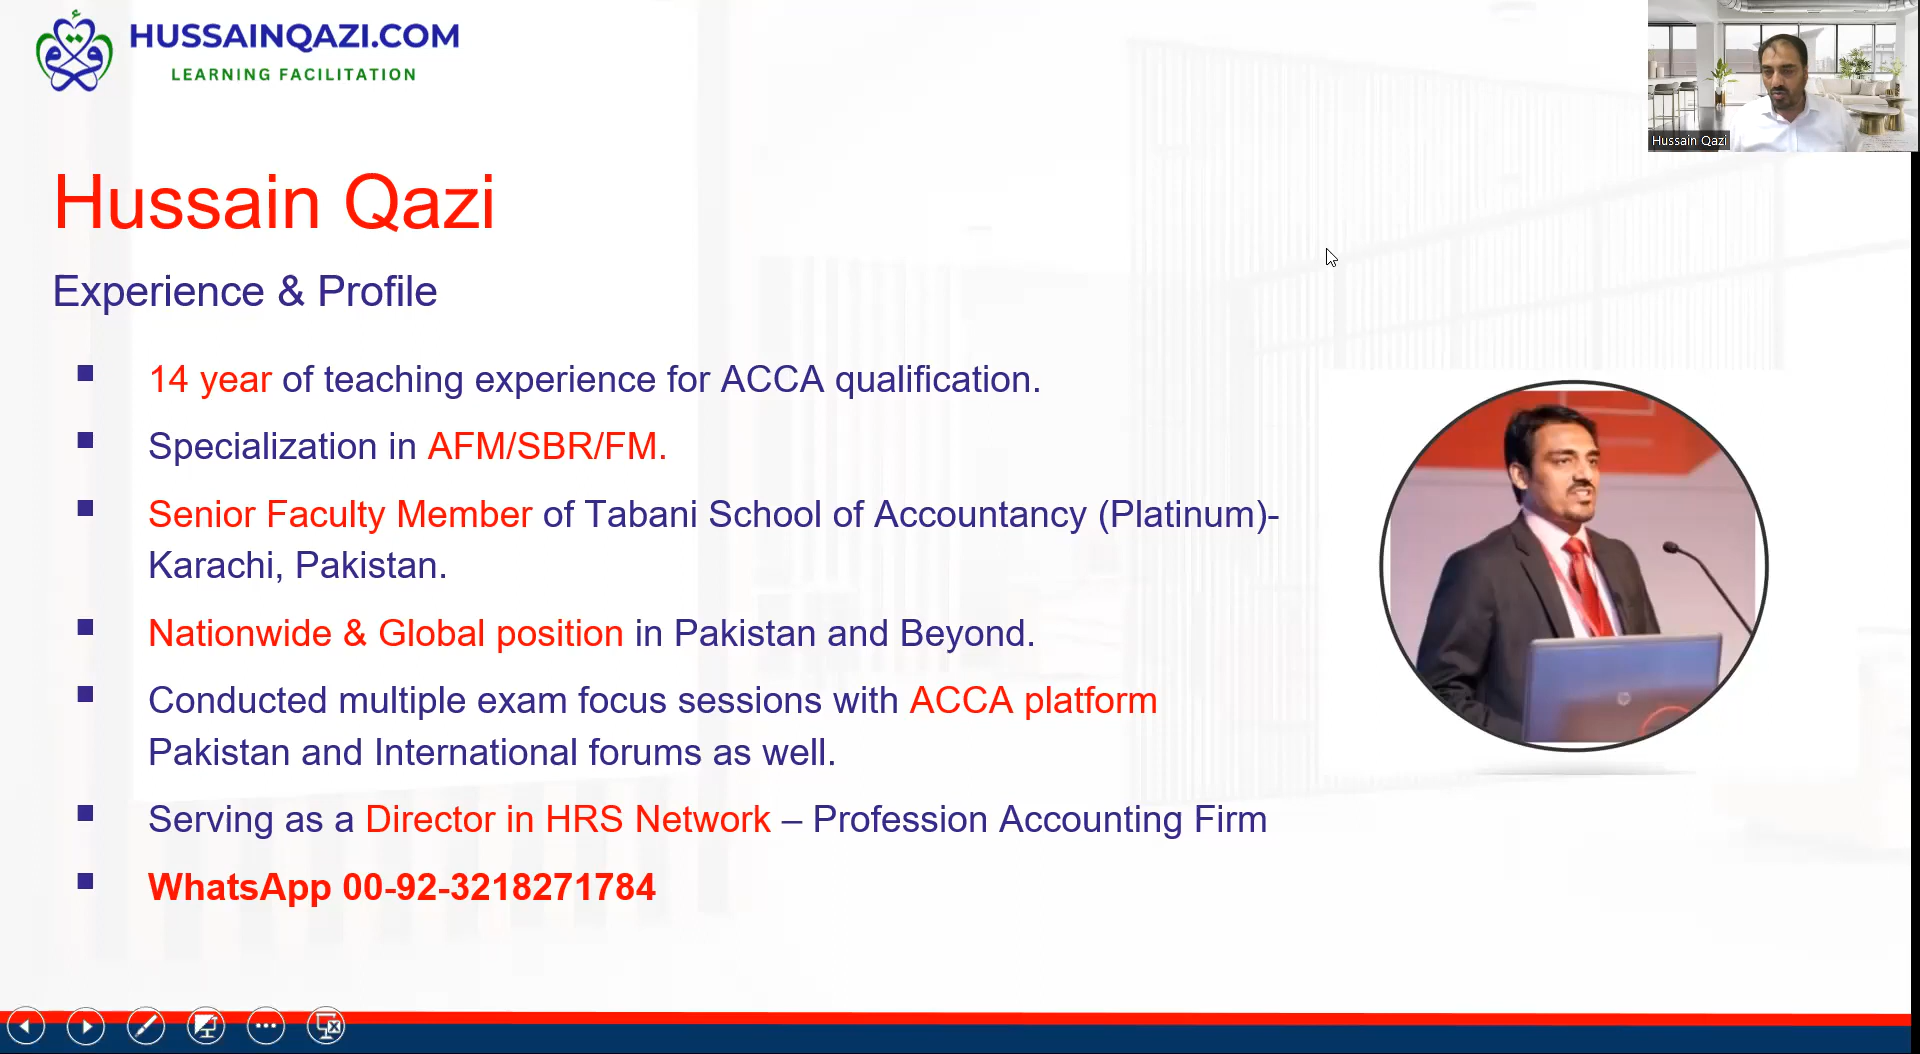 HUSSAINQAZI.COM
LEARNING FACILITATION
Hussain Qazi
Hussain Qazi
Experience & Profile
14 year of teaching experience for ACCA qualification.
Specialization in AFM/SBR/FM.
Senior Faculty Member of Tabani School of Accountancy (Platinum)-
Karachi, Pakistan.
Nationwide & Global position in Pakistan and Beyond.
Conducted multiple exam focus sessions with ACCA platform
Pakistan and International forums as well.
Serving as a Director in HRS Network – Profession Accounting Firm
WhatsApp 00-92-3218271784